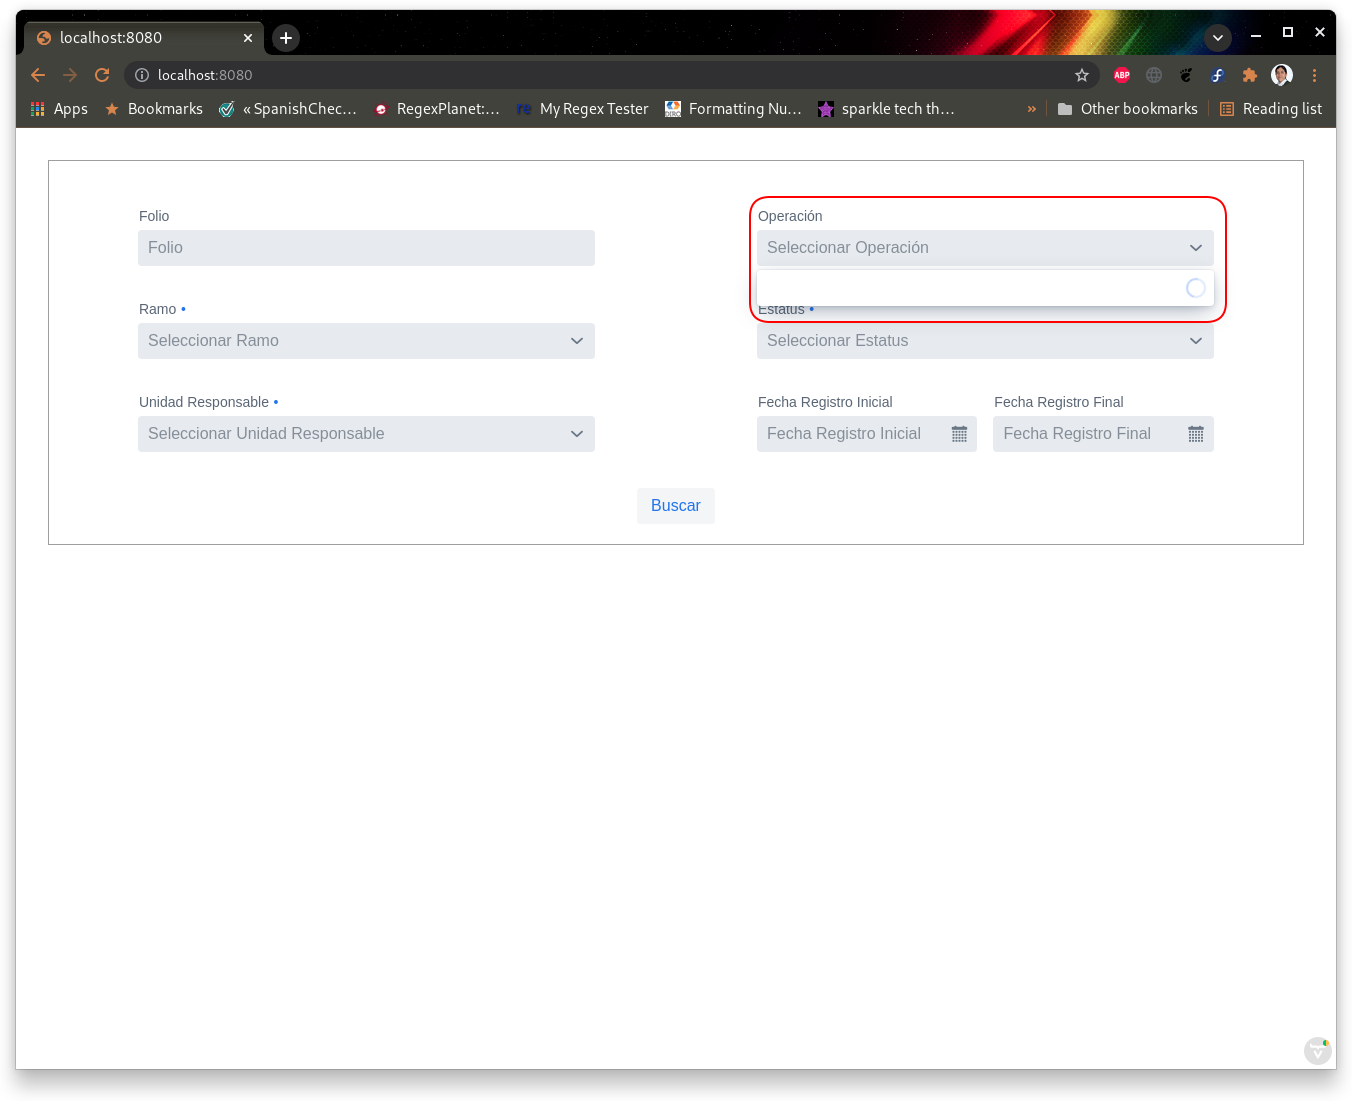 localhost:8080
localhost:8080
ABP
Apps
Bookmarks
« SpanishChec...
RegexPlanet:...
re
My Regex Tester
Formatting Nu...
sparkle tech th...
»
Other bookmarks
Reading list
Folio
Operación
Folio
Seleccionar Operación
Ramo •
Estatus •
Seleccionar Ramo
Seleccionar Estatus
Unidad Responsable •
Fecha Registro Inicial
Fecha Registro Final
Seleccionar Unidad Responsable
Fecha Registro Inicial
Fecha Registro Final
Buscar